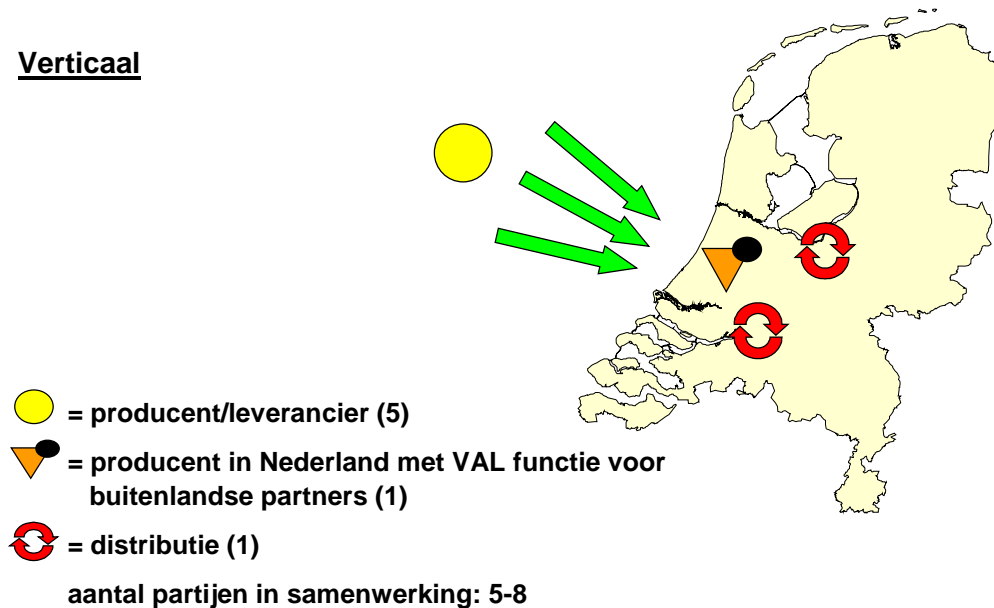 Verticaal
= producent/leverancier (5)
= producent in Nederland met VAL functie voor
buitenlandse partners (1)
= distributie (1)
aantal partijen in samenwerking: 5-8